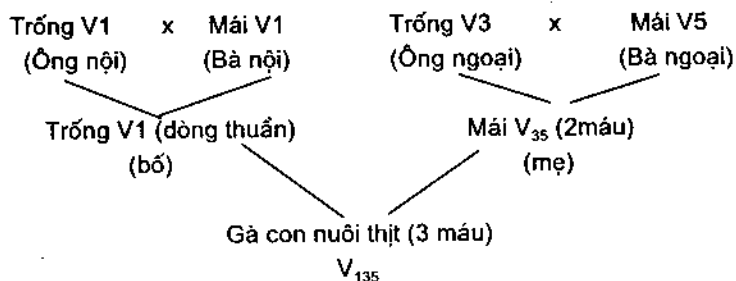 Trống V1 x Mái V1 Trống V3 x Mái V5
(Ông nội) (Bà nội) (Ông ngoại) (Bà ngoại)
Trống V1 (dòng thuần) Mái V₃₅ (2máu)
(bố) (mẹ)
Gà con nuôi thịt (3 máu)
V₁₃₅